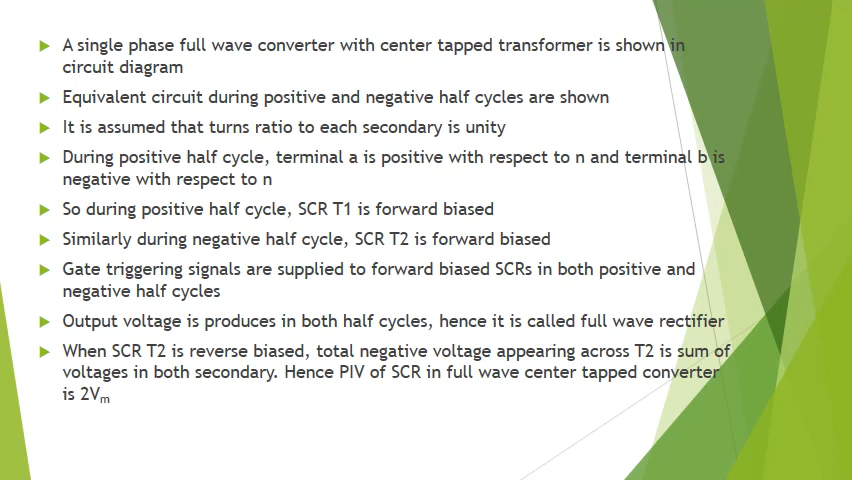 A single phase full wave converter with center tapped transformer is shown in
circuit diagram
Equivalent circuit during positive and negative half cycles are shown
It is assumed that turns ratio to each secondary is unity
During positive half cycle, terminal a is positive with respect to n and terminal b is
negative with respect to n
So during positive half cycle, SCR T1 is forward biased
Similarly during negative half cycle, SCR T2 is forward biased
Gate triggering signals are supplied to forward biased SCRs in both positive and
negative half cycles
Output voltage is produces in both half cycles, hence it is called full wave rectifier
When SCR T2 is reverse biased, total negative voltage appearing across T2 is sum of
voltages in both secondary. Hence PIV of SCR in full wave center tapped converter
is 2Vm